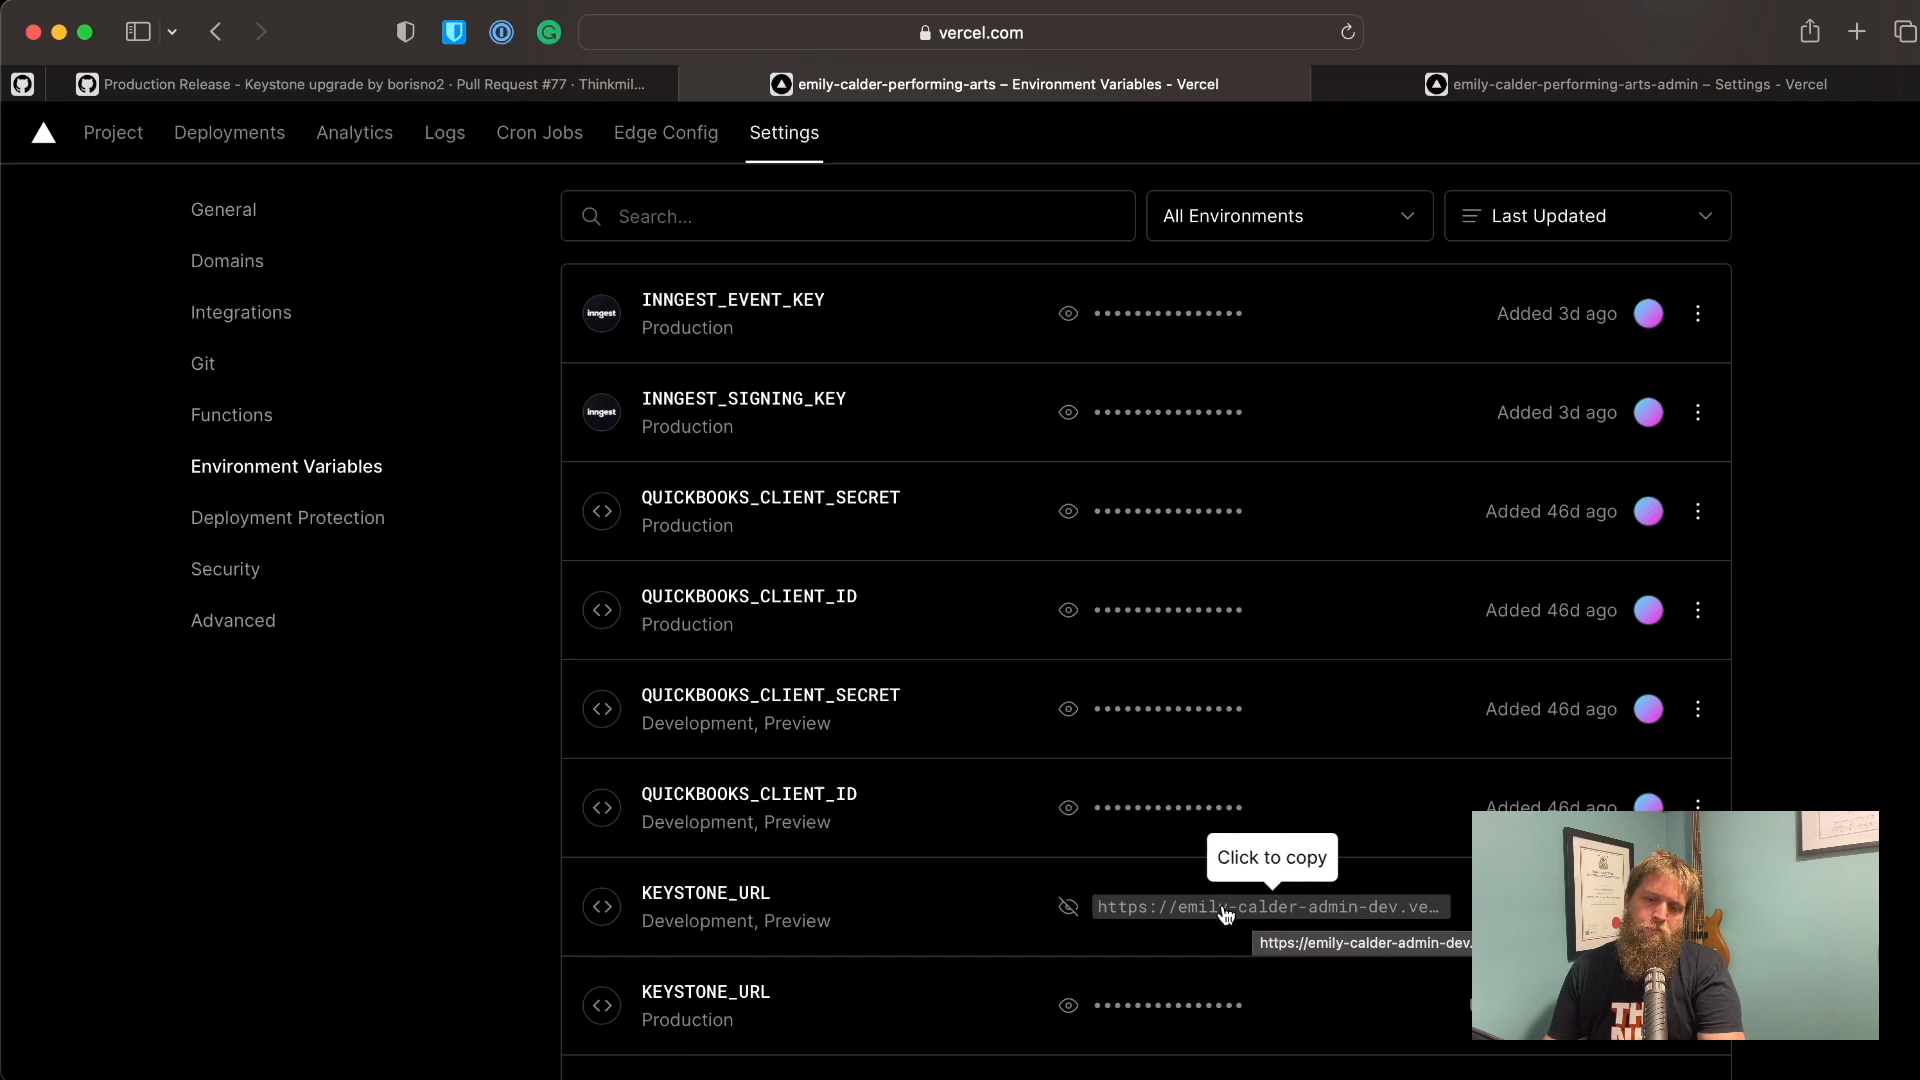 vercel.com
Production Release - Keystone upgrade by borisno2 · Pull Request #77 · Thinkmil...
emily-calder-performing-arts – Environment Variables - Vercel
emily-calder-performing-arts-admin – Settings - Vercel
Project
Deployments
Analytics
Logs
Cron Jobs
Edge Config
Settings
General
Domains
Integrations
Git
Functions
Environment Variables
Deployment Protection
Security
Advanced
Search...
All Environments
Last Updated
inngest
INNGEST_EVENT_KEY
Production
Added 3d ago
inngest
INNGEST_SIGNING_KEY
Production
Added 3d ago
QUICKBOOKS_CLIENT_SECRET
Production
Added 46d ago
QUICKBOOKS_CLIENT_ID
Production
Added 46d ago
QUICKBOOKS_CLIENT_SECRET
Development, Preview
Added 46d ago
QUICKBOOKS_CLIENT_ID
Development, Preview
Added 46d ago
Click to copy
KEYSTONE_URL
Development, Preview
https://emily-calder-admin-dev.ve...
https://emily-calder-admin-dev.
KEYSTONE_URL
Production